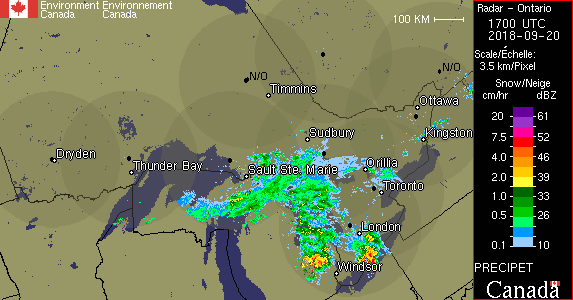 Environment Environnement
Canada Canada
Radar - Ontario
1700 UTC
2018-09-20
100 KM
Scale/Échelle:
3.5 km/Pixel
N/O
N/O
Timmins
Snow/Neige
cm/hr dBZ
Ottawa
20 61
7.5 57
Sudbury
Kingston
5.0 52
Dryden
4.0 46
Thunder Bay
Orillia
Sault Ste. Marie
2.0 39
Toronto
1.0 33
0.5 26
London
0.1 10
Windsor
PRECIPET
Canada